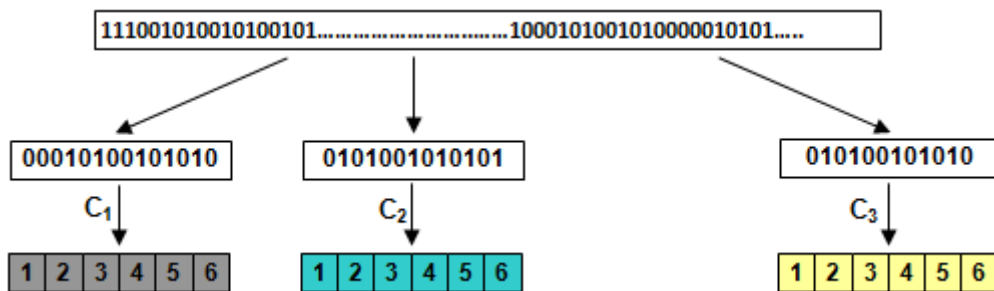 111001010010100101..............................1000101001010000010101.....
00010100101010 0101001010101 010100101010
C₁ C₂ C₃
1 2 3 4 5 6 1 2 3 4 5 6 1 2 3 4 5 6